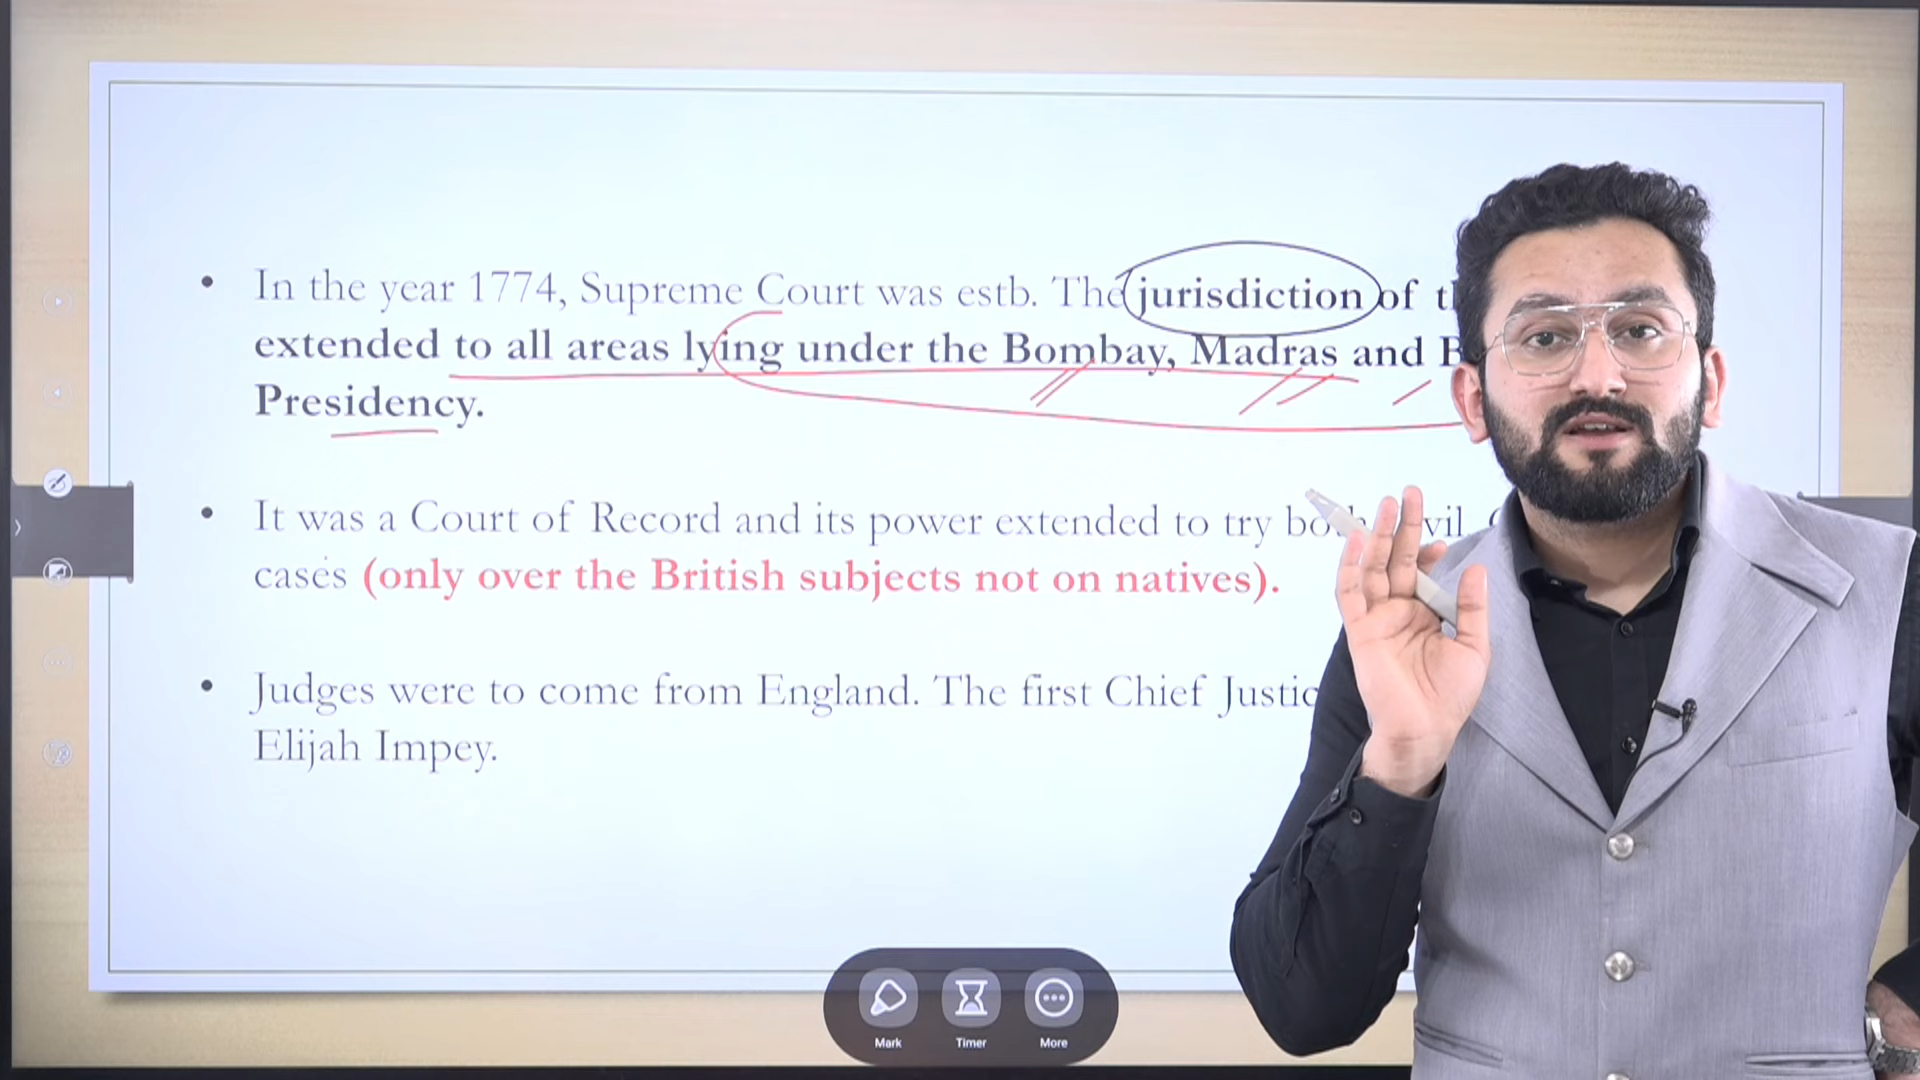 • In the year 1774, Supreme Court was estb. The jurisdiction of
extended to all areas lying under the Bombay, Madras and
Presidency.
• It was a Court of Record and its power extended to try
cases (only over the British subjects not on natives).
• Judges were to come from England. The first Chief
Elijah Impey.
Mark Timer More